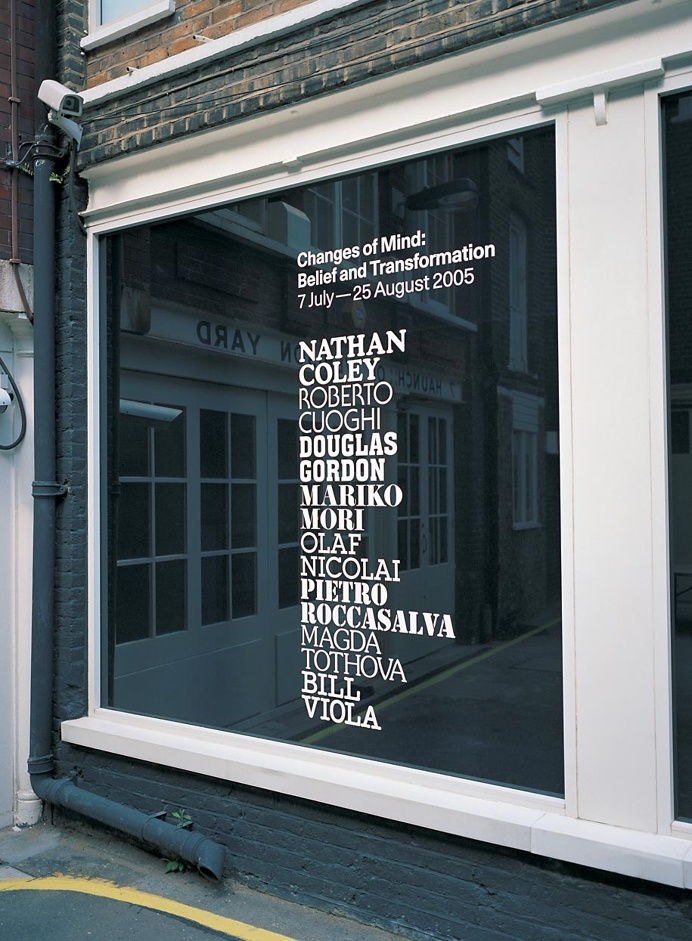 Changes of Mind:
Belief and Transformation
7 July—25 August 2005
NATHAN
COLEY
ROBERTO
CUOGHI
DOUGLAS
GORDON
MARIKO
MORI
OLAF
NICOLAI
PIETRO
ROCCASALVA
MAGDA
TOTHOVA
BILL
VIOLA
YARD